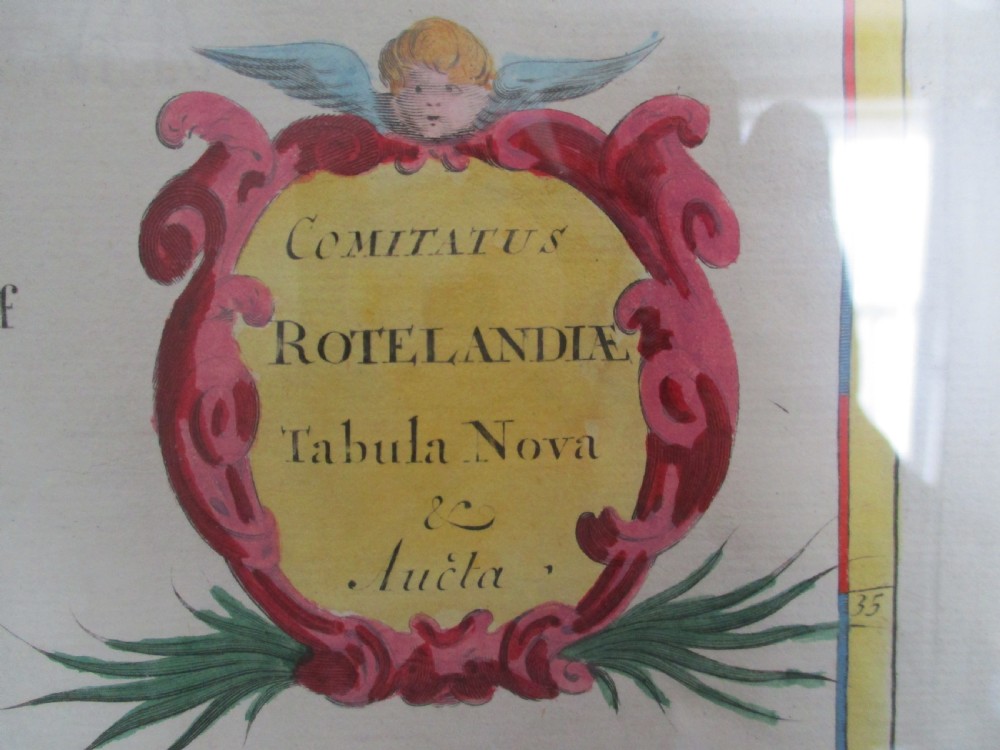 COMITATUS
ROTELANDIÆ
Tabula Nova
&
Aucta
f
35